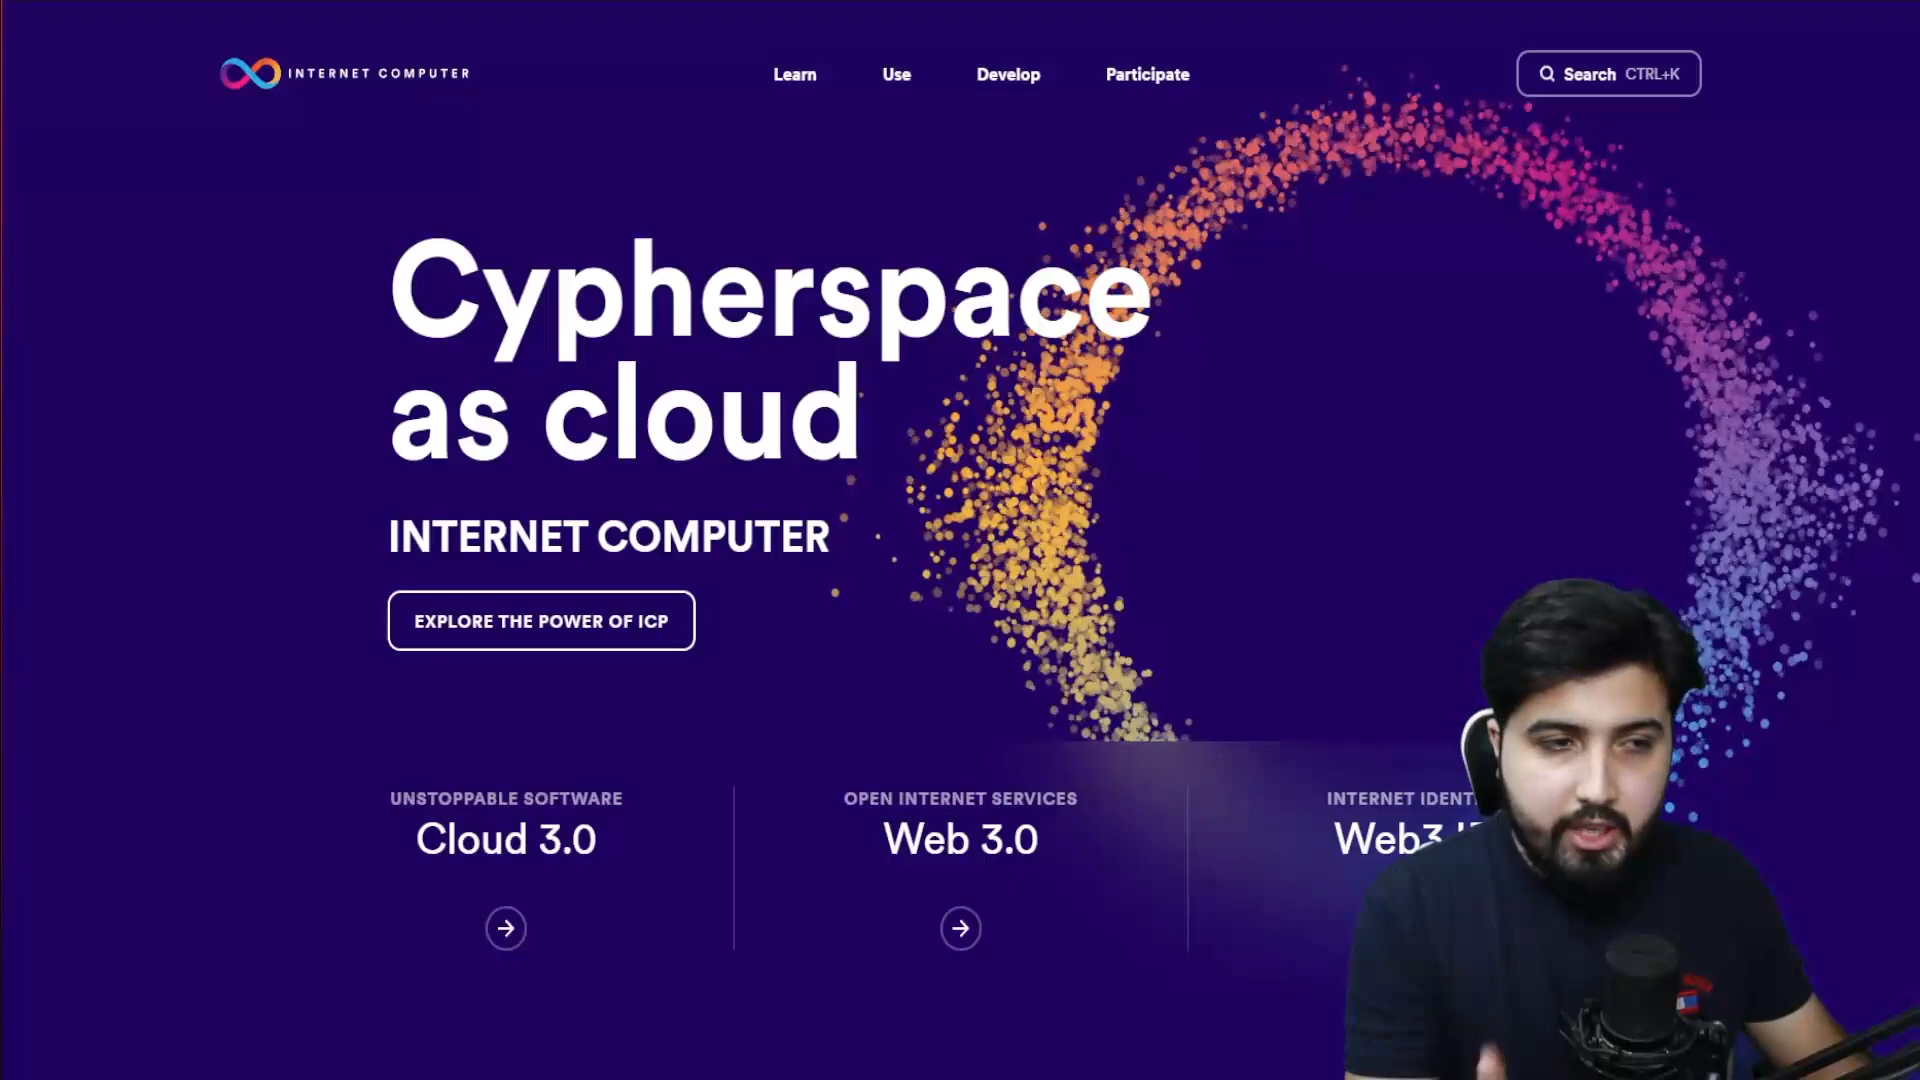 INTERNET COMPUTER
Learn
Use
Develop
Participate
Search CTRL+K
Cypherspace
as cloud
INTERNET COMPUTER
EXPLORE THE POWER OF ICP
UNSTOPPABLE SOFTWARE
Cloud 3.0
OPEN INTERNET SERVICES
Web 3.0
INTERNET